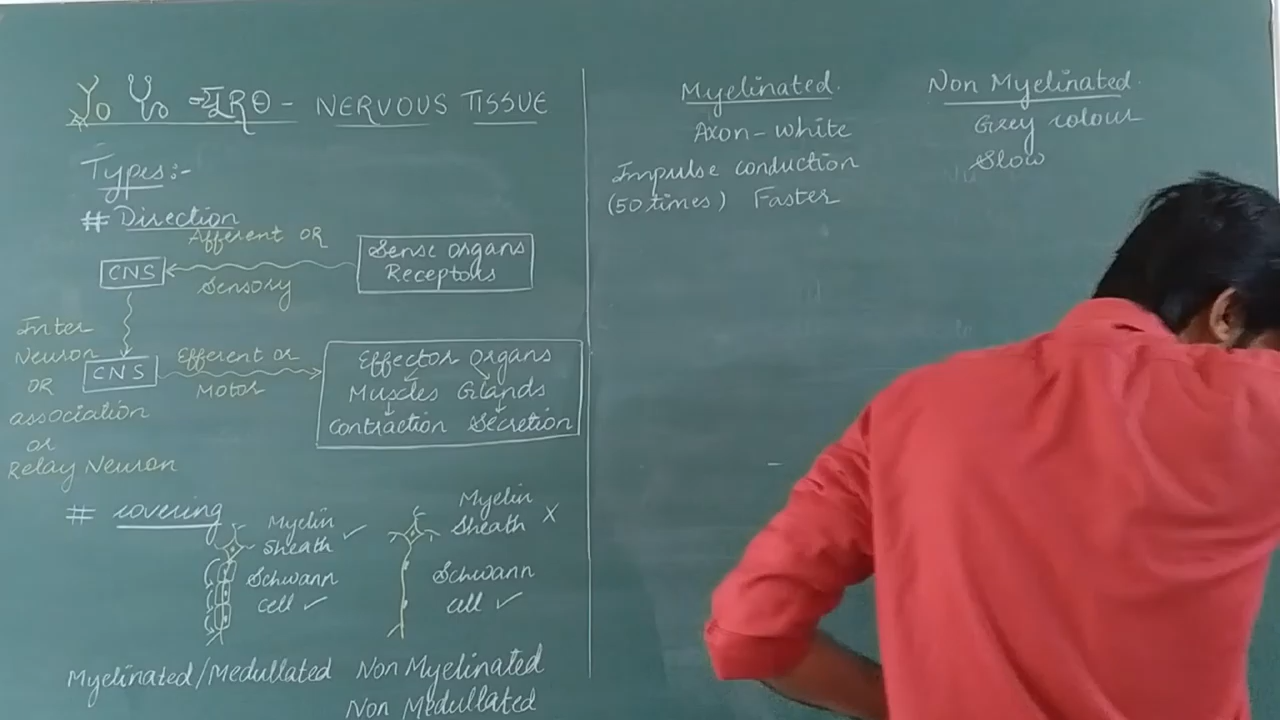 NERVOUS TISSUE
Types:-
# Direction
Afferent OR
Sensory
CNS
Sense organs
Receptors
Inter
Neuron
OR
association
or
Relay Neuron
CNS
Efferent or
Motor
Effector Organs
Muscles Glands
Contraction Secretion
# covering
Myelin
Sheath ✓
Schwann
cell ✓
Myelinated/Medullated
Myelin
Sheath X
Schwann
cell ✓
Non Myelinated
Non Medullated
Myelinated.
Axon - white
Impulse conduction
(50 times) Faster
Non Myelinated.
Grey colour
Slow